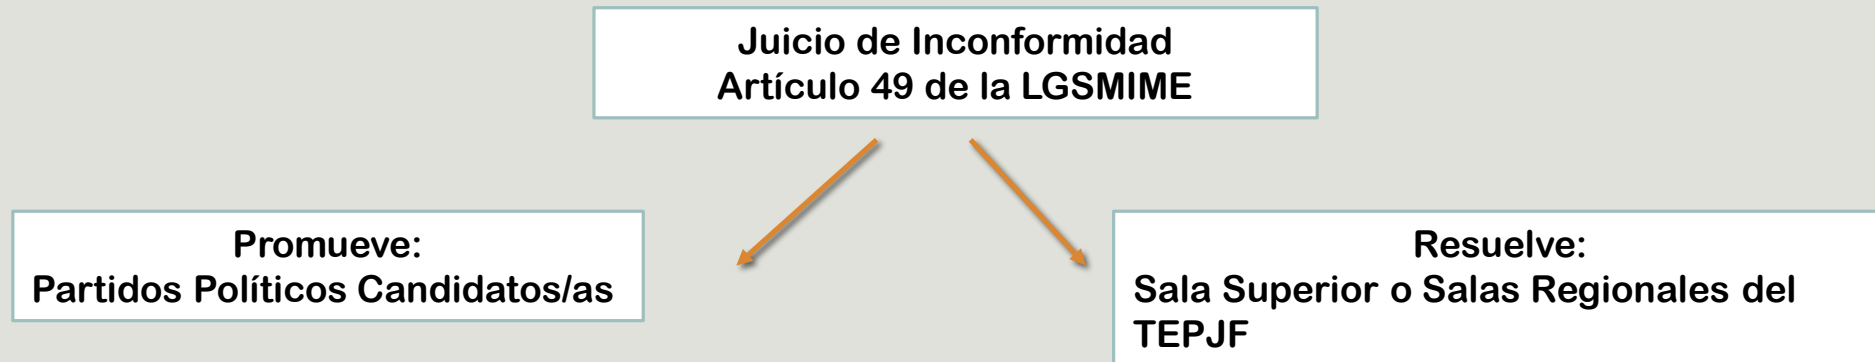 Juicio de Inconformidad
Artículo 49 de la LGSMIME
Promueve:
Partidos Políticos Candidatos/as
Resuelve:
Sala Superior o Salas Regionales del
TEPJF